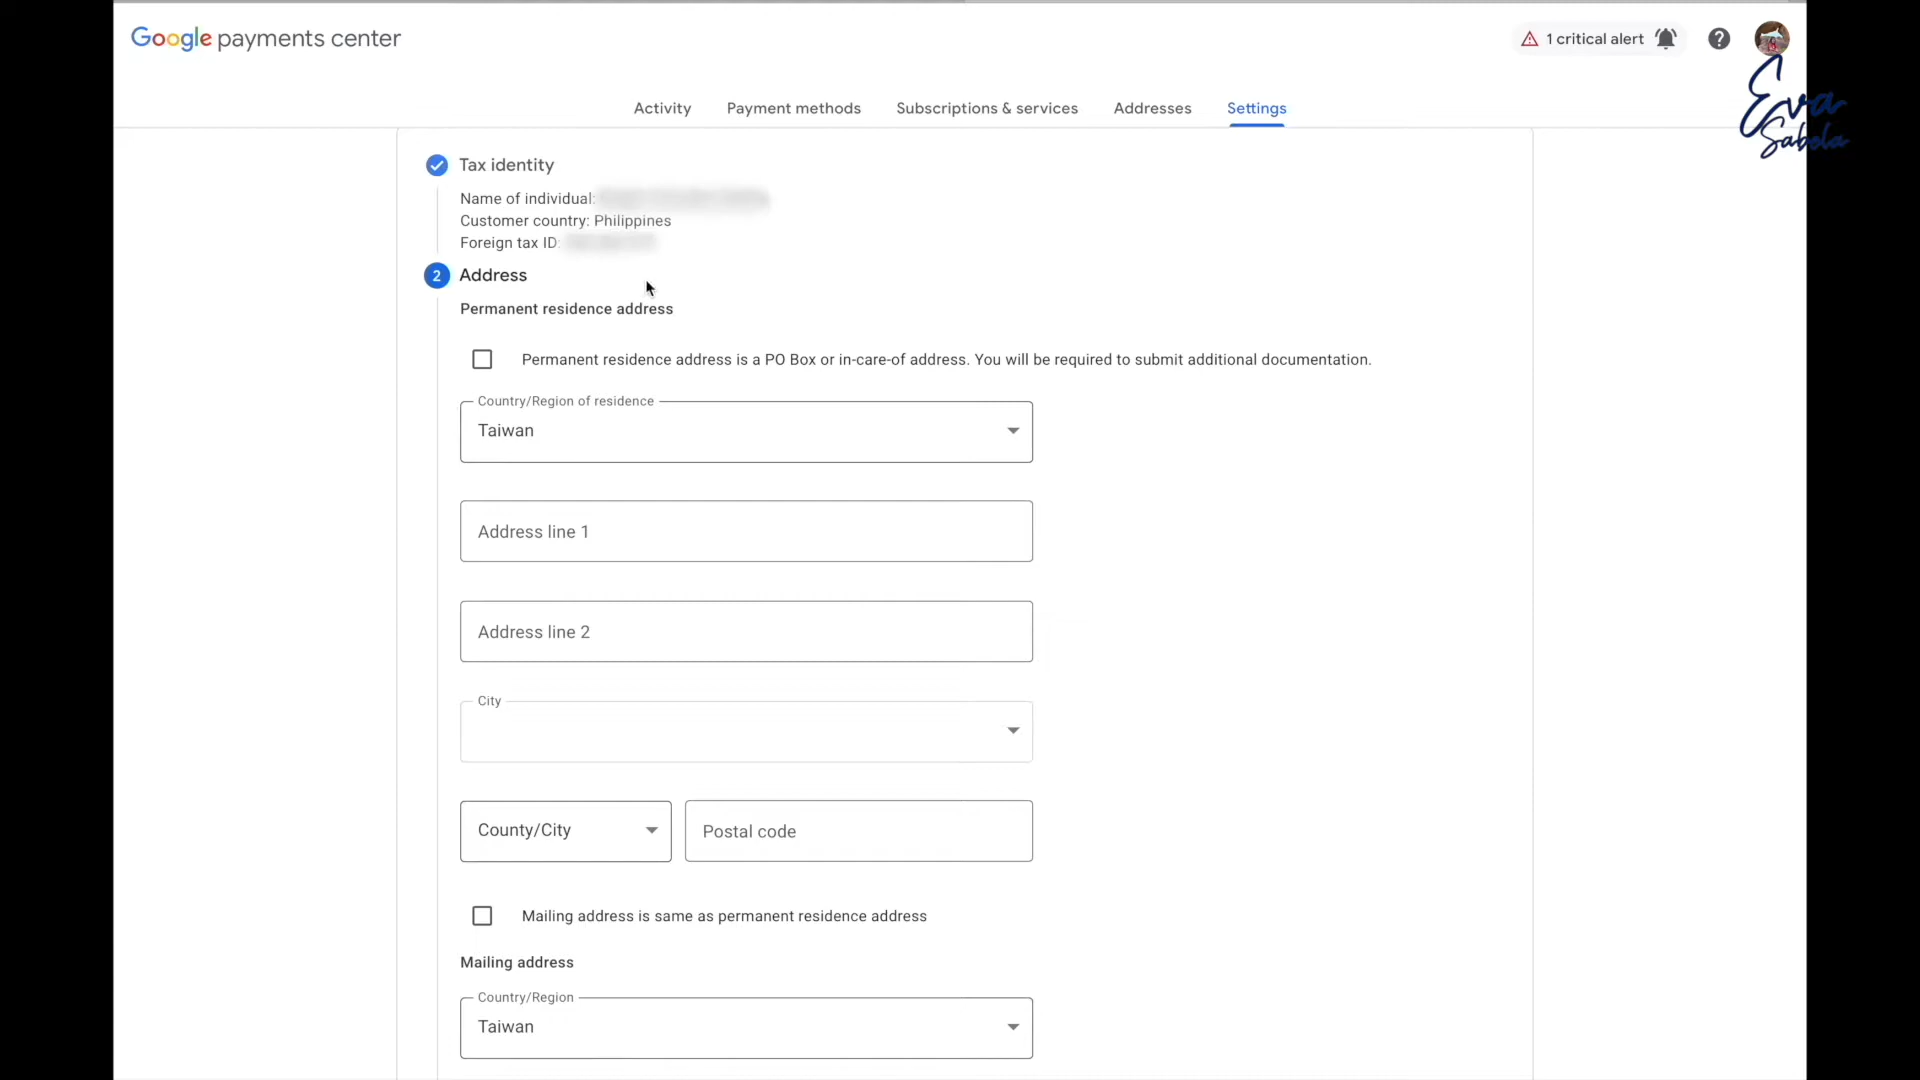 Google payments center
1 critical alert
Eva
Sabela
Activity
Payment methods
Subscriptions & services
Addresses
Settings
Tax identity
Name of individual:
Customer country: Philippines
Foreign tax ID:
2 Address
Permanent residence address
Permanent residence address is a PO Box or in-care-of address. You will be required to submit additional documentation.
Country/Region of residence
Taiwan
Address line 1
Address line 2
City
County/City
Postal code
Mailing address is same as permanent residence address
Mailing address
Country/Region
Taiwan